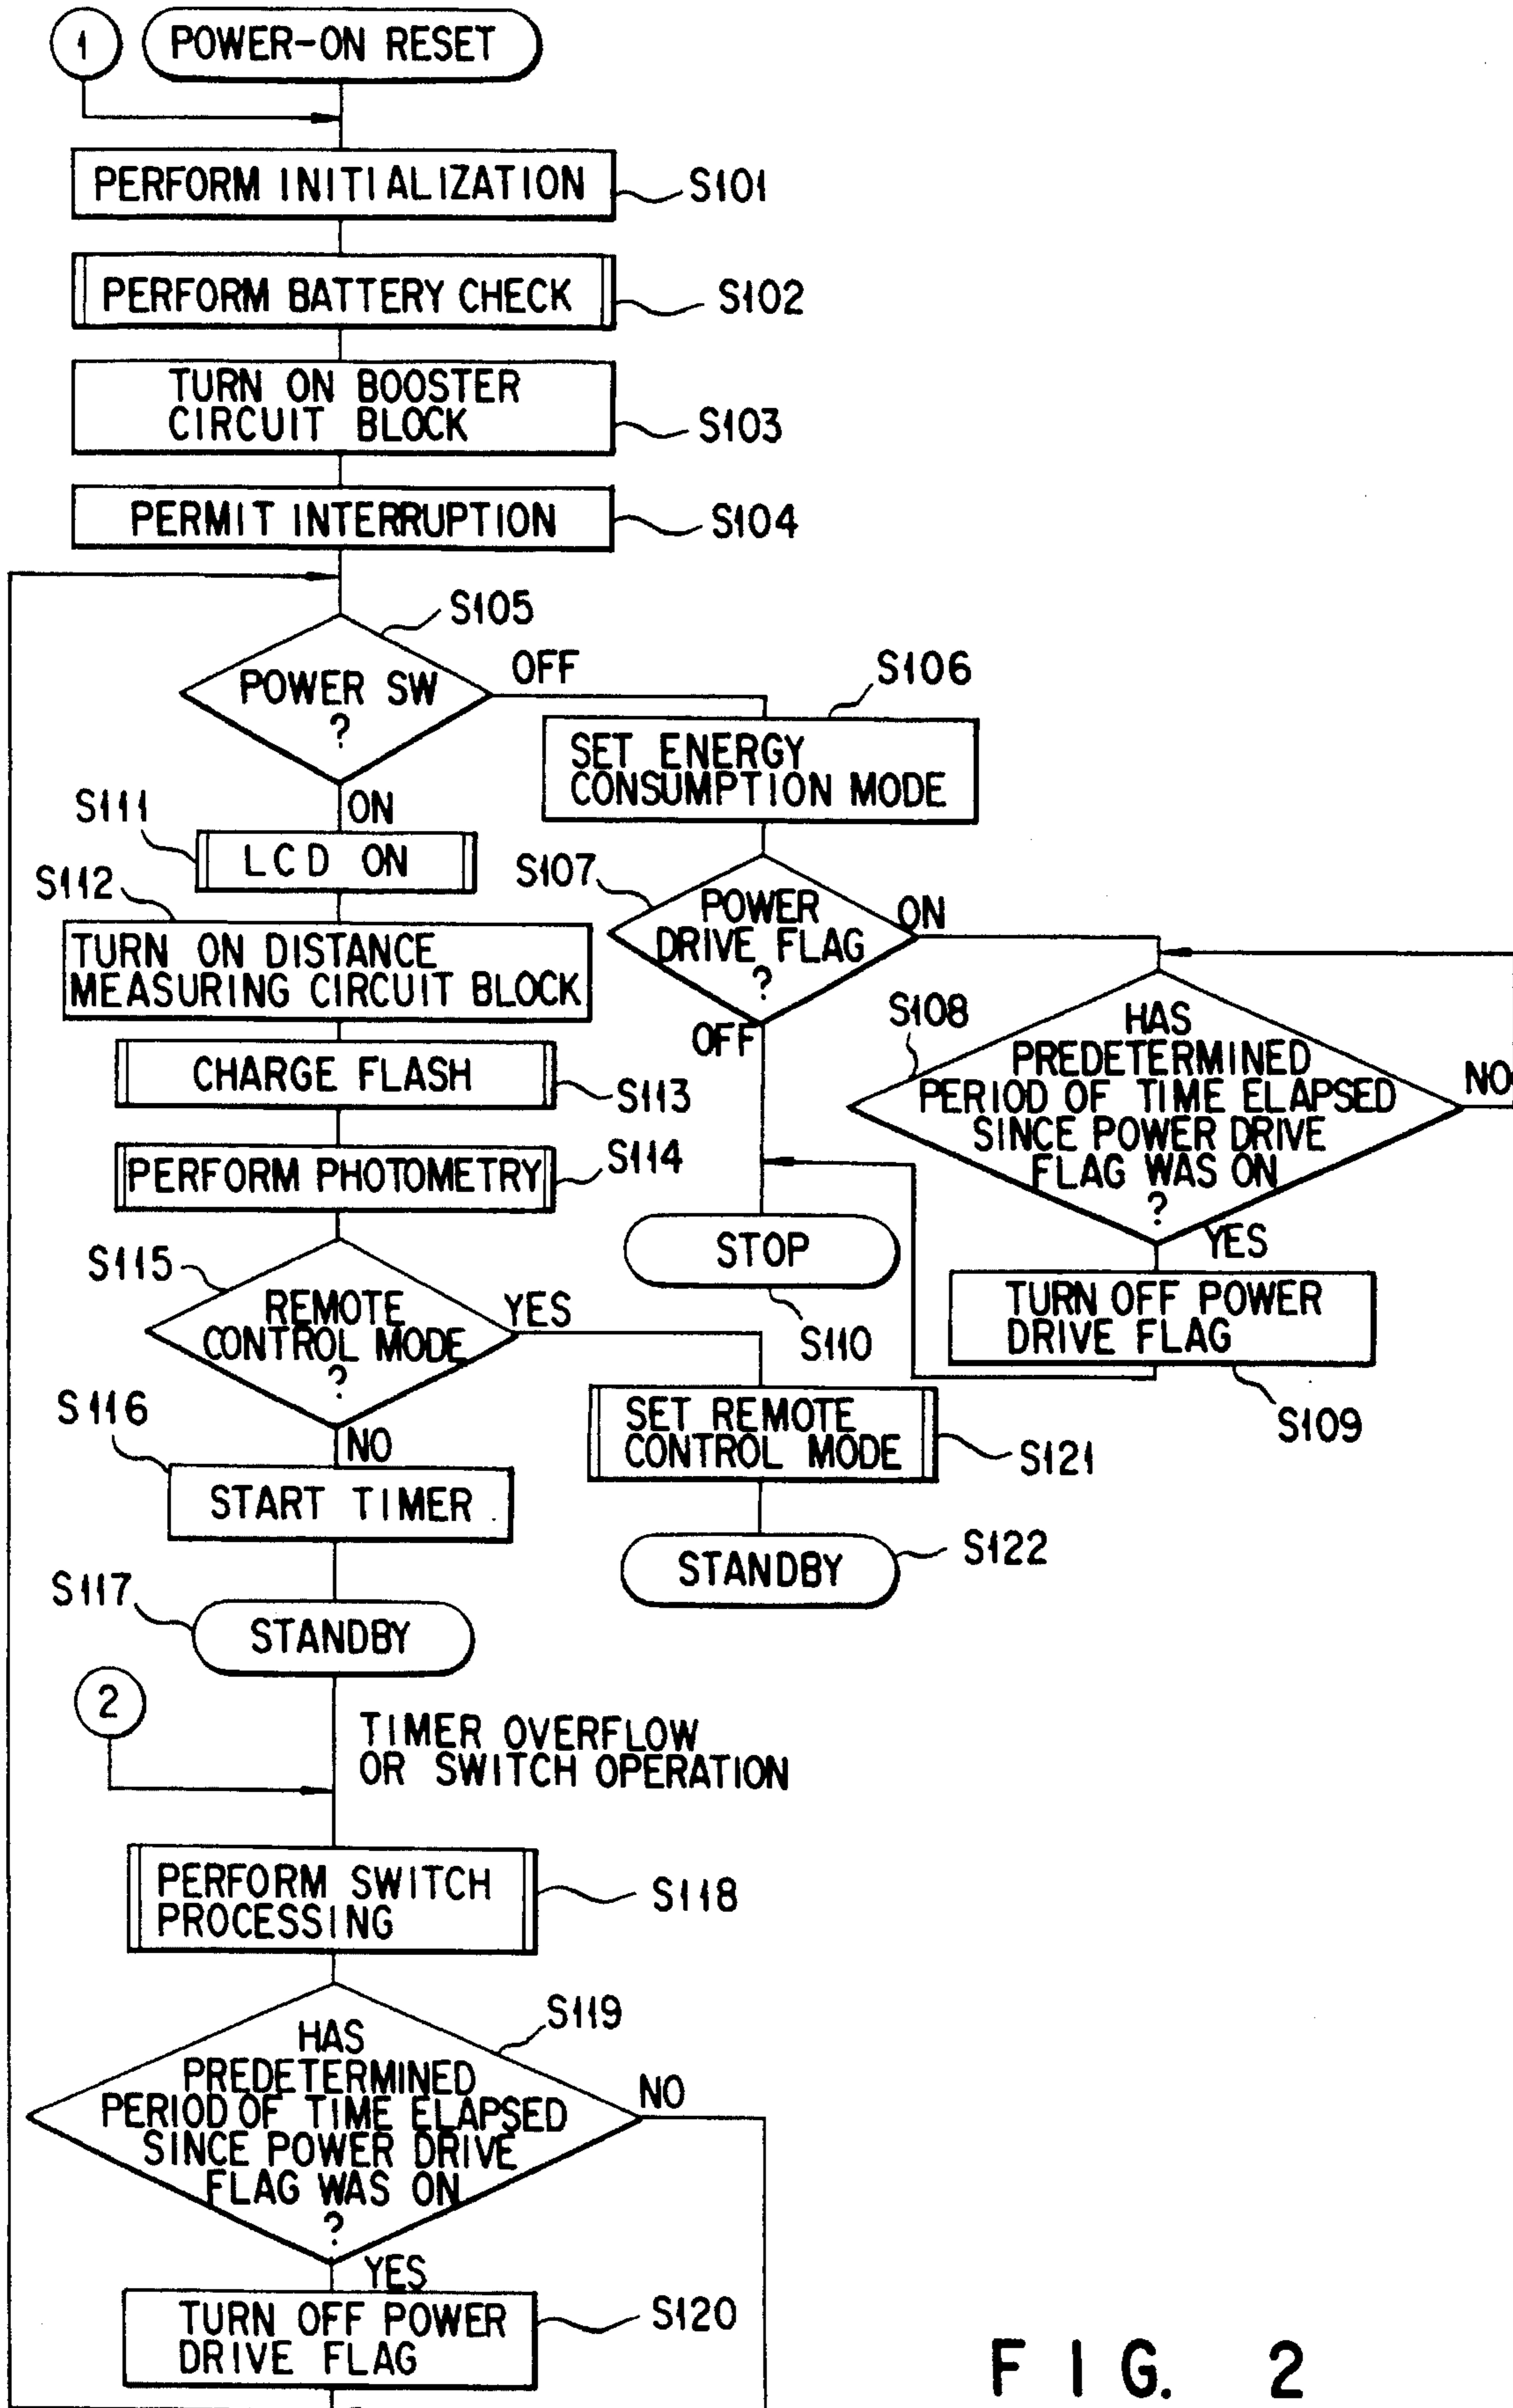 1
POWER-ON RESET
PERFORM INITIALIZATION
S101
PERFORM BATTERY CHECK
S102
TURN ON BOOSTER
CIRCUIT BLOCK
S103
PERMIT INTERRUPTION
S104
S105
POWER SW
?
OFF
ON
S106
SET ENERGY
CONSUMPTION MODE
S107
POWER
DRIVE FLAG
?
ON
OFF
S108
HAS
PREDETERMINED
PERIOD OF TIME ELAPSED
SINCE POWER DRIVE
FLAG WAS ON
?
NO
YES
TURN OFF POWER
DRIVE FLAG
S109
STOP
S110
S111
LCD ON
S112
TURN ON DISTANCE
MEASURING CIRCUIT BLOCK
CHARGE FLASH
S113
PERFORM PHOTOMETRY
S114
S115
REMOTE
CONTROL MODE
?
YES
NO
SET REMOTE
CONTROL MODE
S121
STANDBY
S122
S116
START TIMER
S117
STANDBY
2
TIMER OVERFLOW
OR SWITCH OPERATION
PERFORM SWITCH
PROCESSING
S118
S119
HAS
PREDETERMINED
PERIOD OF TIME ELAPSED
SINCE POWER DRIVE
FLAG WAS ON
?
NO
YES
TURN OFF POWER
DRIVE FLAG
S120
FIG. 2